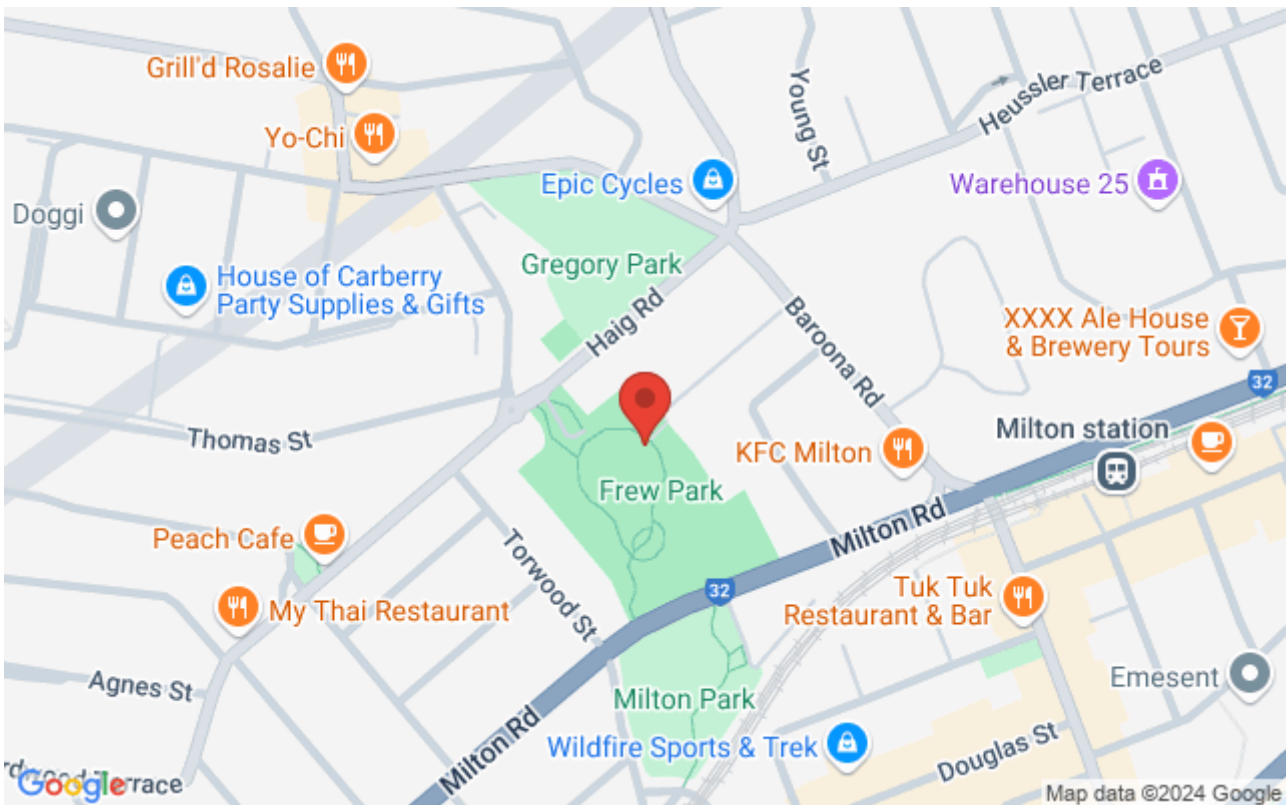 Grill'd Rosalie
Yo-Chi
Young St
Heussler Terrace
Epic Cycles
Warehouse 25
Doggi
Gregory Park
House of Carberry
Party Supplies & Gifts
Haig Rd
Baroona Rd
XXXX Ale House
& Brewery Tours
32
Thomas St
Milton station
KFC Milton
Frew Park
Milton Rd
Peach Cafe
Torwood St
32
Tuk Tuk
Restaurant & Bar
My Thai Restaurant
Agnes St
Emesent
Milton Park
Milton Rd
Wildfire Sports & Trek
Douglas St
Google
Map data ©2024 Google